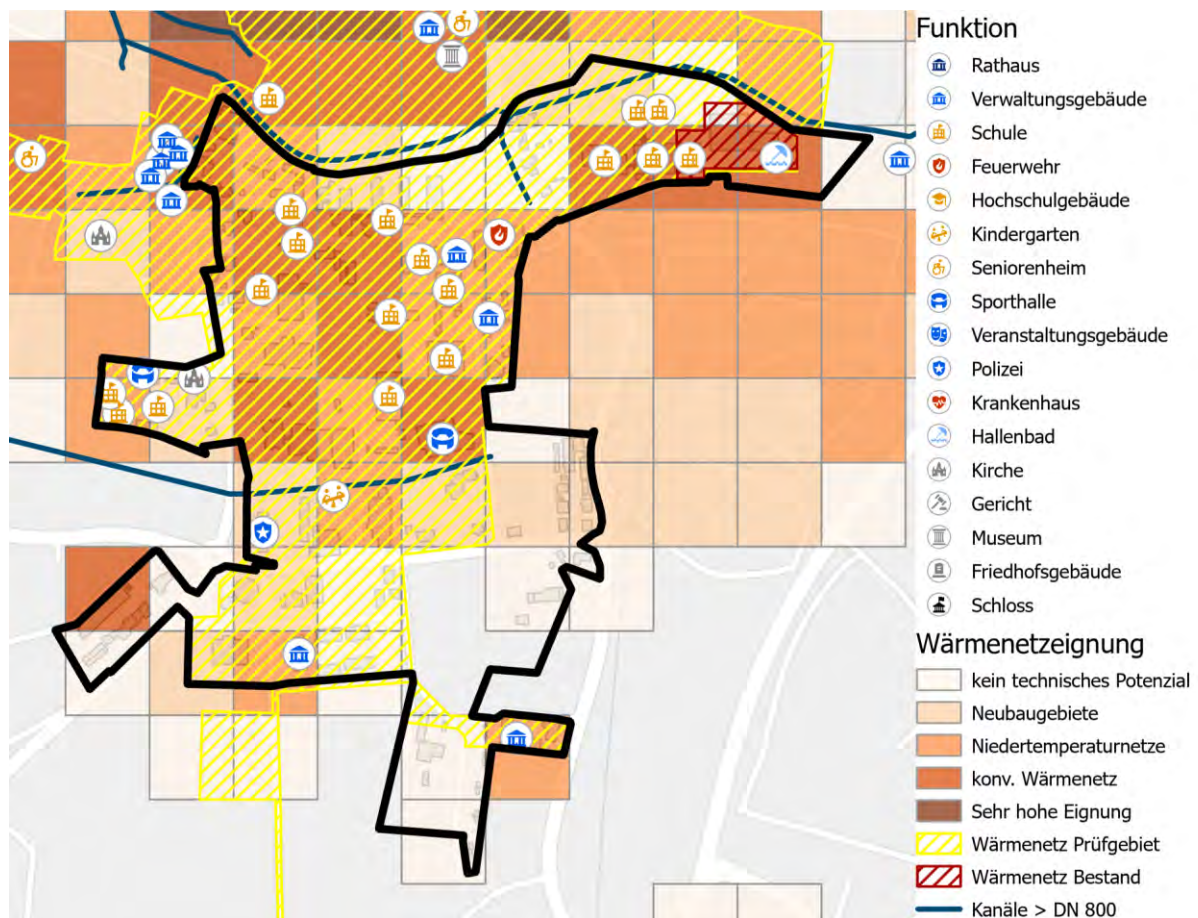 Funktion
Rathaus
Verwaltungsgebäude
Schule
Feuerwehr
Hochschulgebäude
Kindergarten
Seniorenheim
Sporthalle
Veranstaltungsgebäude
Polizei
Krankenhaus
Hallenbad
Kirche
Gericht
Museum
Friedhofsgebäude
Schloss
Wärmenetzeignung
kein technisches Potenzial
Neubaugebiete
Niedertemperaturnetze
konv. Wärmenetz
Sehr hohe Eignung
Wärmenetz Prüfgebiet
Wärmenetz Bestand
Kanäle > DN 800